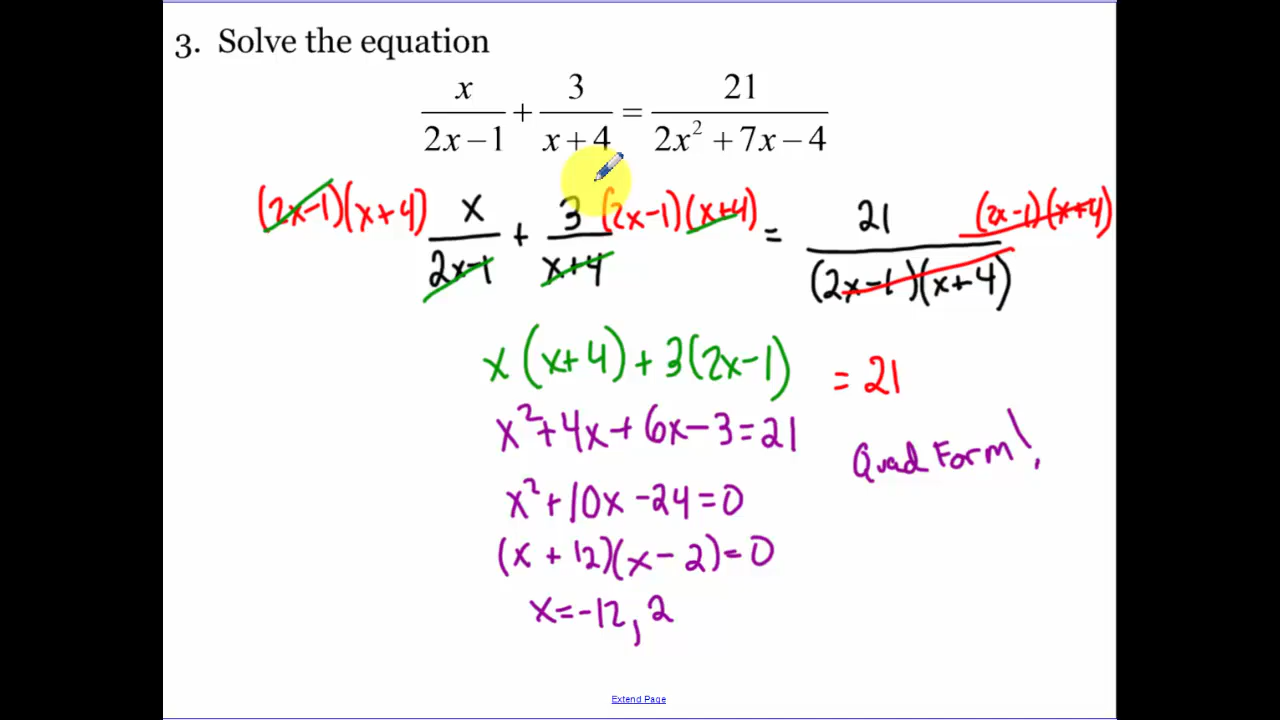 3. Solve the equation
x/(2x−1) + 3/(x+4) = 21/(2x² + 7x − 4)
(2x-1)(x+4) x/(2x-1) + 3/(x+4) (2x-1)(x+4) = 21/((2x-1)(x+4)) (2x-1)(x+4)
x(x+4) + 3(2x-1) = 21
x²+4x+6x-3=21
Quad Form!
x²+10x-24=0
(x+12)(x-2)=0
x=-12, 2
Extend Page